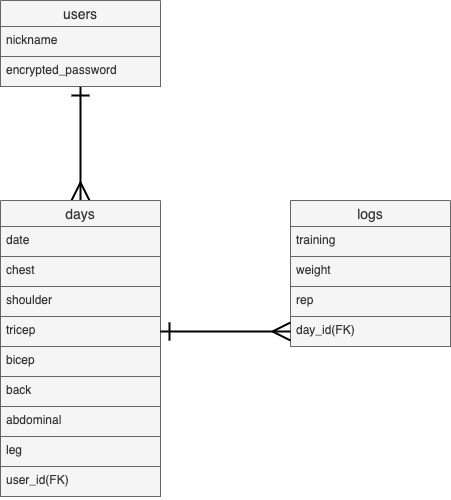 users
nickname
encrypted_password
days
date
chest
shoulder
tricep
bicep
back
abdominal
leg
user_id(FK)
logs
training
weight
rep
day_id(FK)